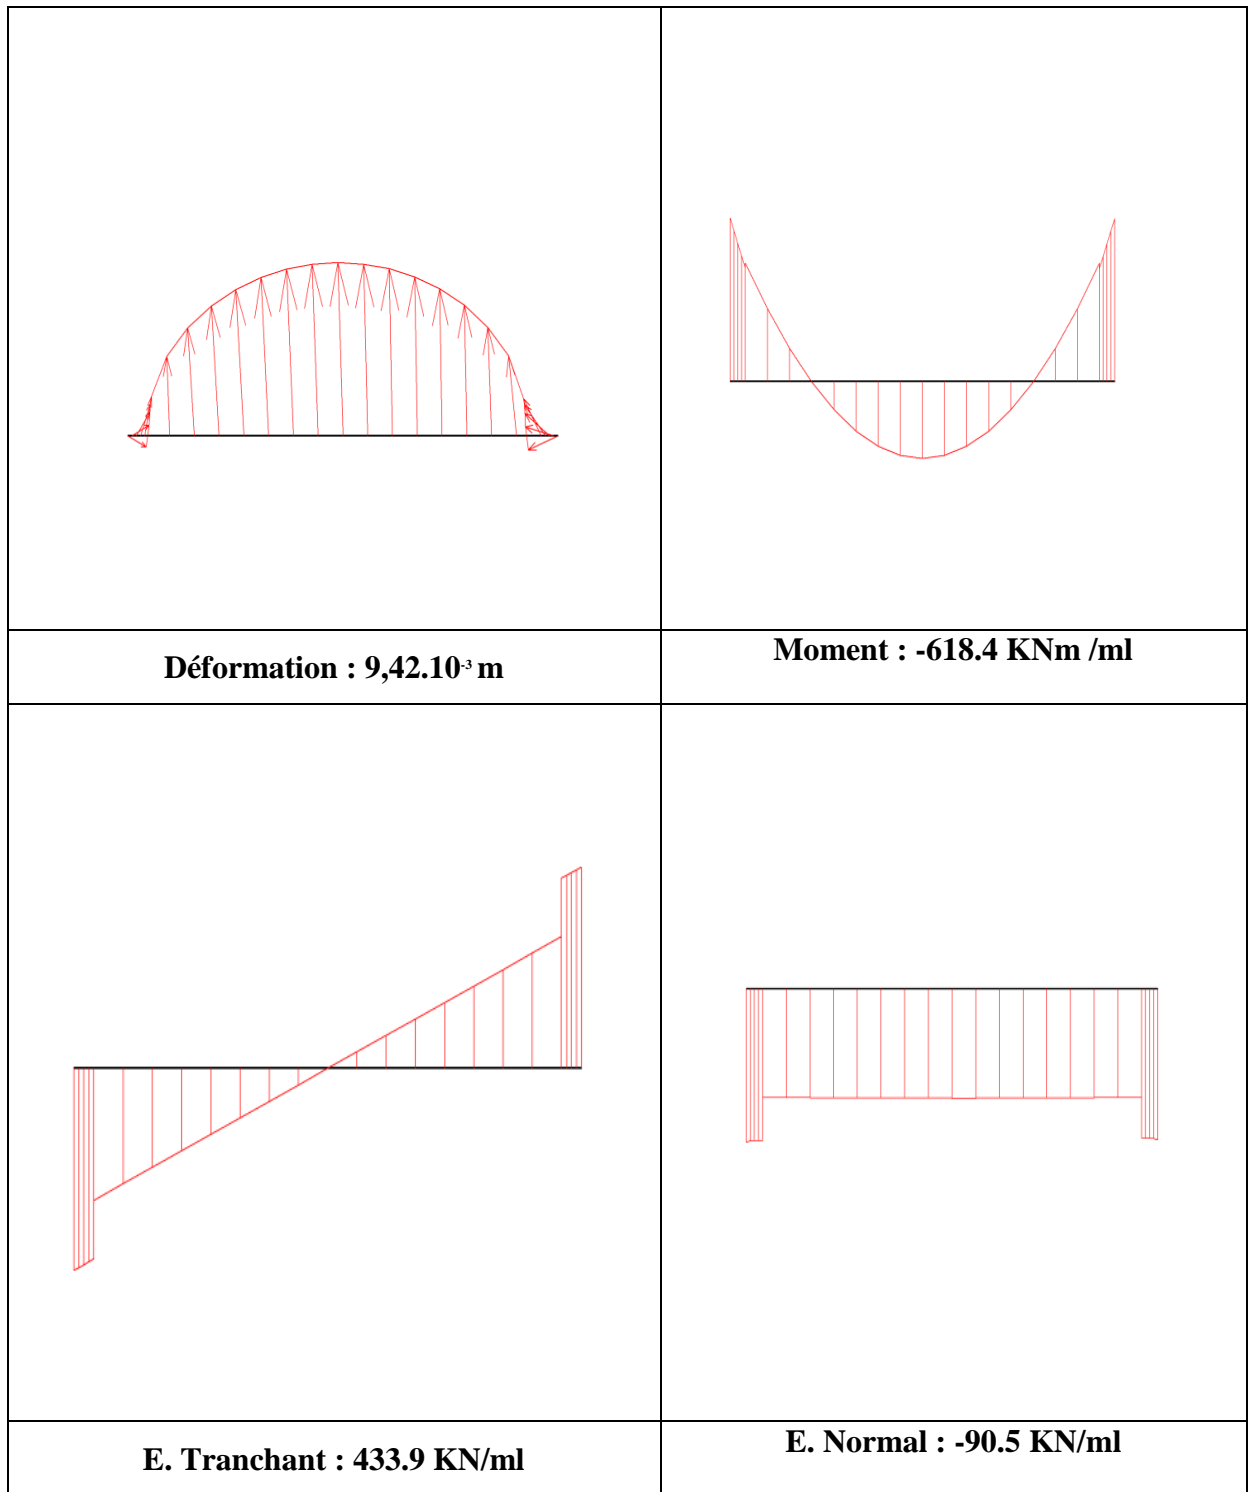 Déformation : 9,42.10⁻³ m
Moment : -618.4 KNm /ml
E. Tranchant : 433.9 KN/ml
E. Normal : -90.5 KN/ml